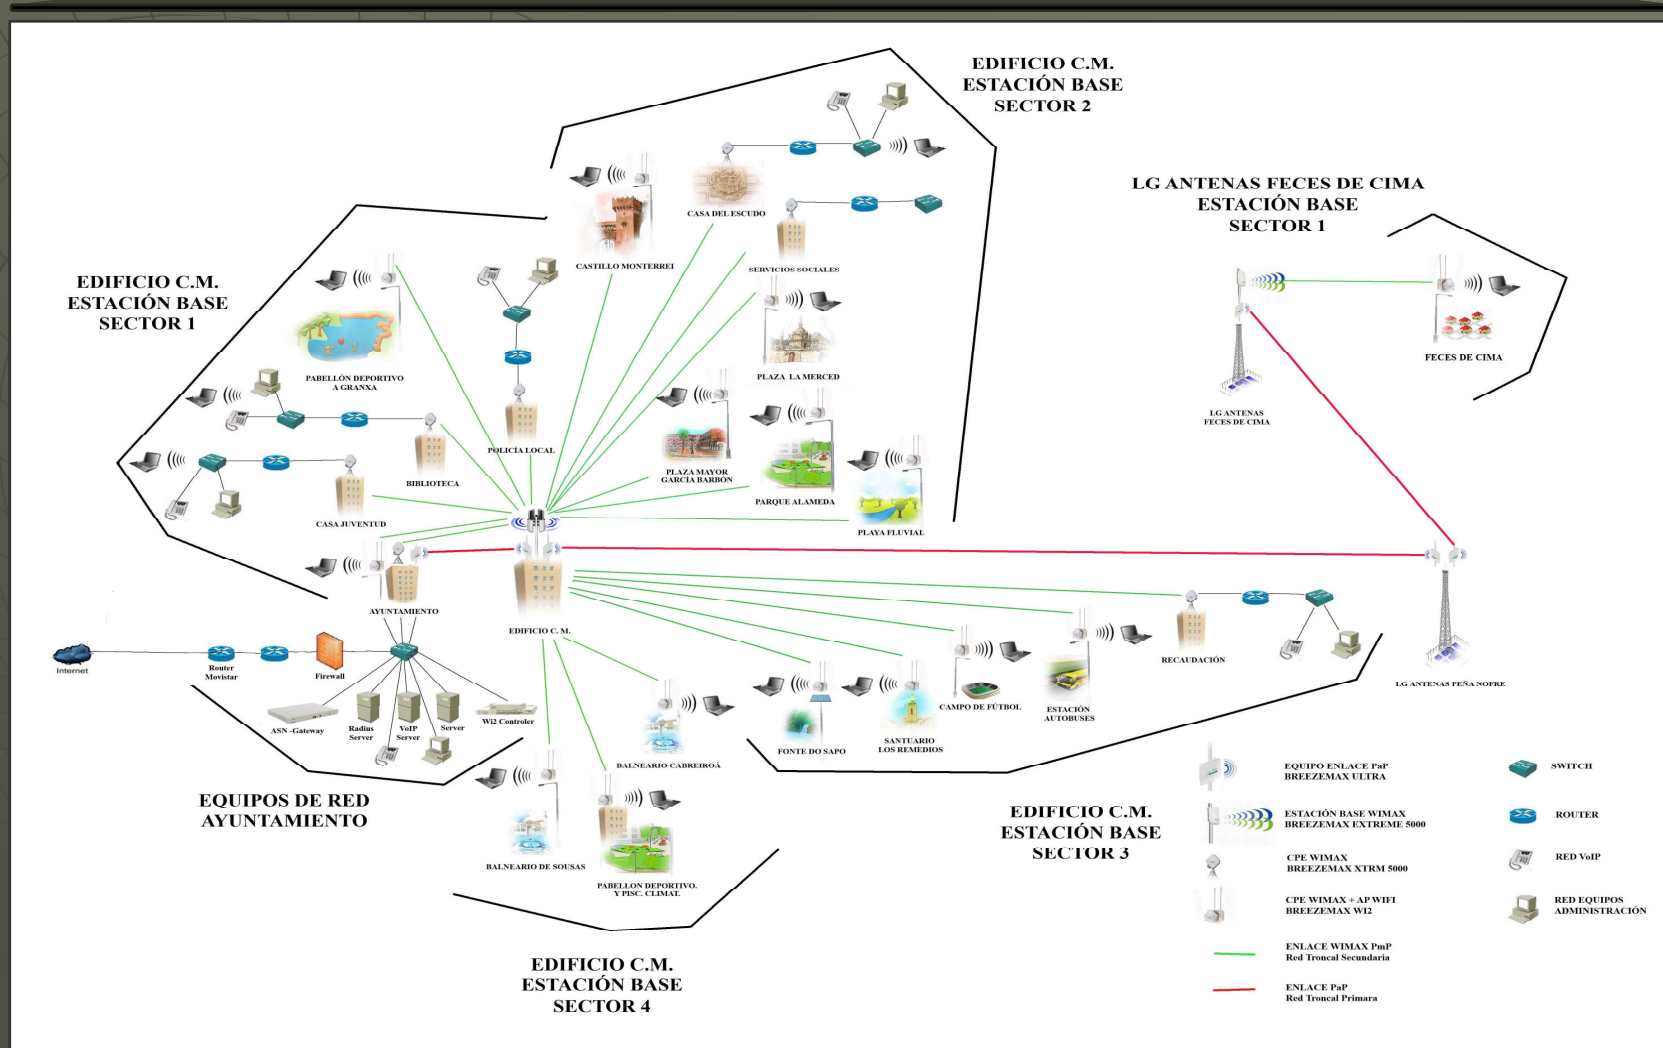 EDIFICIO C.M.
ESTACIÓN BASE
SECTOR 2
LG ANTENAS FECES DE CIMA
ESTACIÓN BASE
SECTOR 1
CASA DEL ESCUDO
CASTILLO MONTERREI
SERVICIOS SOCIALES
EDIFICIO C.M.
ESTACIÓN BASE
SECTOR 1
PABELLÓN DEPORTIVO
A GRANXA
PLAZA LA MERCED
FECES DE CIMA
LG ANTENAS
FECES DE CIMA
POLICÍA LOCAL
BIBLIOTECA
PLAZA MAYOR
GARCÍA BARBÓN
PARQUE ALAMEDA
CASA JUVENTUD
PLAYA FLUVIAL
AYUNTAMIENTO
EDIFICIO C. M.
RECAUDACIÓN
LG ANTENAS PEÑA NOFRE
Internet
Router
Movistar
Firewall
ASN -Gateway
Radius
Server
VoIP
Server
Server
Wi2 Controler
CAMPO DE FÚTBOL
ESTACIÓN
AUTOBUSES
FONTE DO SAPO
SANTUARIO
LOS REMEDIOS
BALNEARIO CABREIROÁ
EQUIPOS DE RED
AYUNTAMIENTO
BALNEARIO DE SOUSAS
PABELLON DEPORTIVO.
Y PISC. CLIMAT.
EDIFICIO C.M.
ESTACIÓN BASE
SECTOR 3
EDIFICIO C.M.
ESTACIÓN BASE
SECTOR 4
EQUIPO ENLACE PaP
BREEZEMAX ULTRA
SWITCH
ESTACIÓN BASE WIMAX
BREEZEMAX EXTREME 5000
ROUTER
CPE WIMAX
BREEZEMAX XTRM 5000
RED VoIP
CPE WIMAX + AP WIFI
BREEZEMAX WI2
RED EQUIPOS
ADMINISTRACIÓN
ENLACE WIMAX PmP
Red Troncal Secundaria
ENLACE PaP
Red Troncal Primara